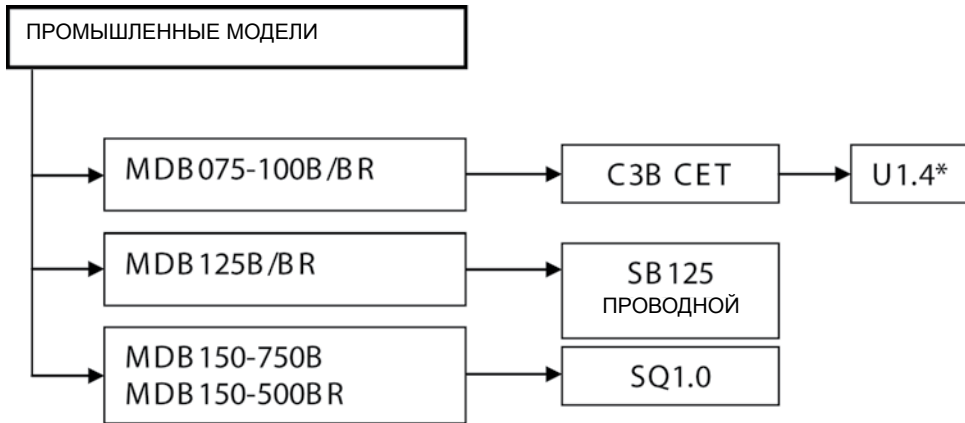 ПРОМЫШЛЕННЫЕ МОДЕЛИ
MDB075-100B/BR
C3B CET
U1.4*
MDB125B/BR
SB125
ПРОВОДНОЙ
MDB150-750B
MDB150-500BR
SQ1.0